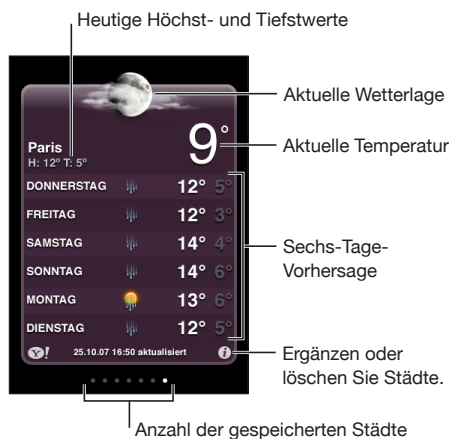 Heutige Höchst- und Tiefstwerte
Aktuelle Wetterlage
Paris
H: 12° T: 5°
9°
Aktuelle Temperatur
DONNERSTAG 12° 5°
FREITAG 12° 3°
SAMSTAG 14° 4°
SONNTAG 14° 6°
MONTAG 13° 6°
DIENSTAG 12° 5°
Sechs-Tage-
Vorhersage
Y! 25.10.07 16:50 aktualisiert i
Ergänzen oder
löschen Sie Städte.
Anzahl der gespeicherten Städte